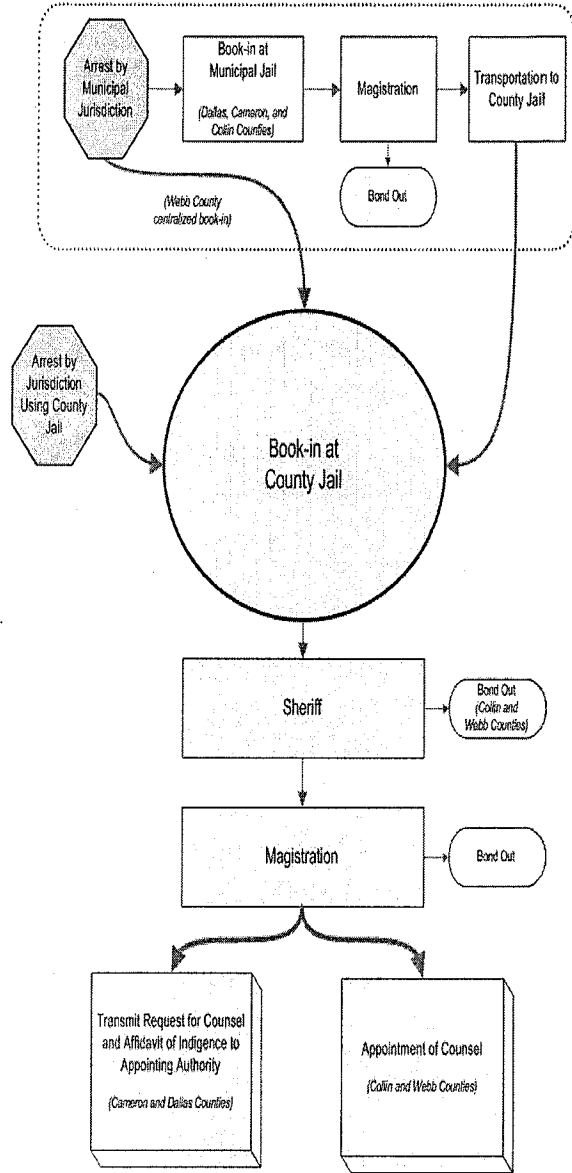 Arrest by
Municipal
Jurisdiction
Book-in at
Municipal Jail
(Dallas, Cameron, and
Collin Counties)
Magistration
Transportation to
County Jail
Bond Out
(Webb County
centralized book-in)
Arrest by
Jurisdiction
Using County
Jail
Book-in at
County Jail
Sheriff
Bond Out
(Collin and
Webb Counties)
Magistration
Bond Out
Transmit Request for Counsel
and Affidavit of Indigence to
Appointing Authority
(Cameron and Dallas Counties)
Appointment of Counsel
(Collin and Webb Counties)